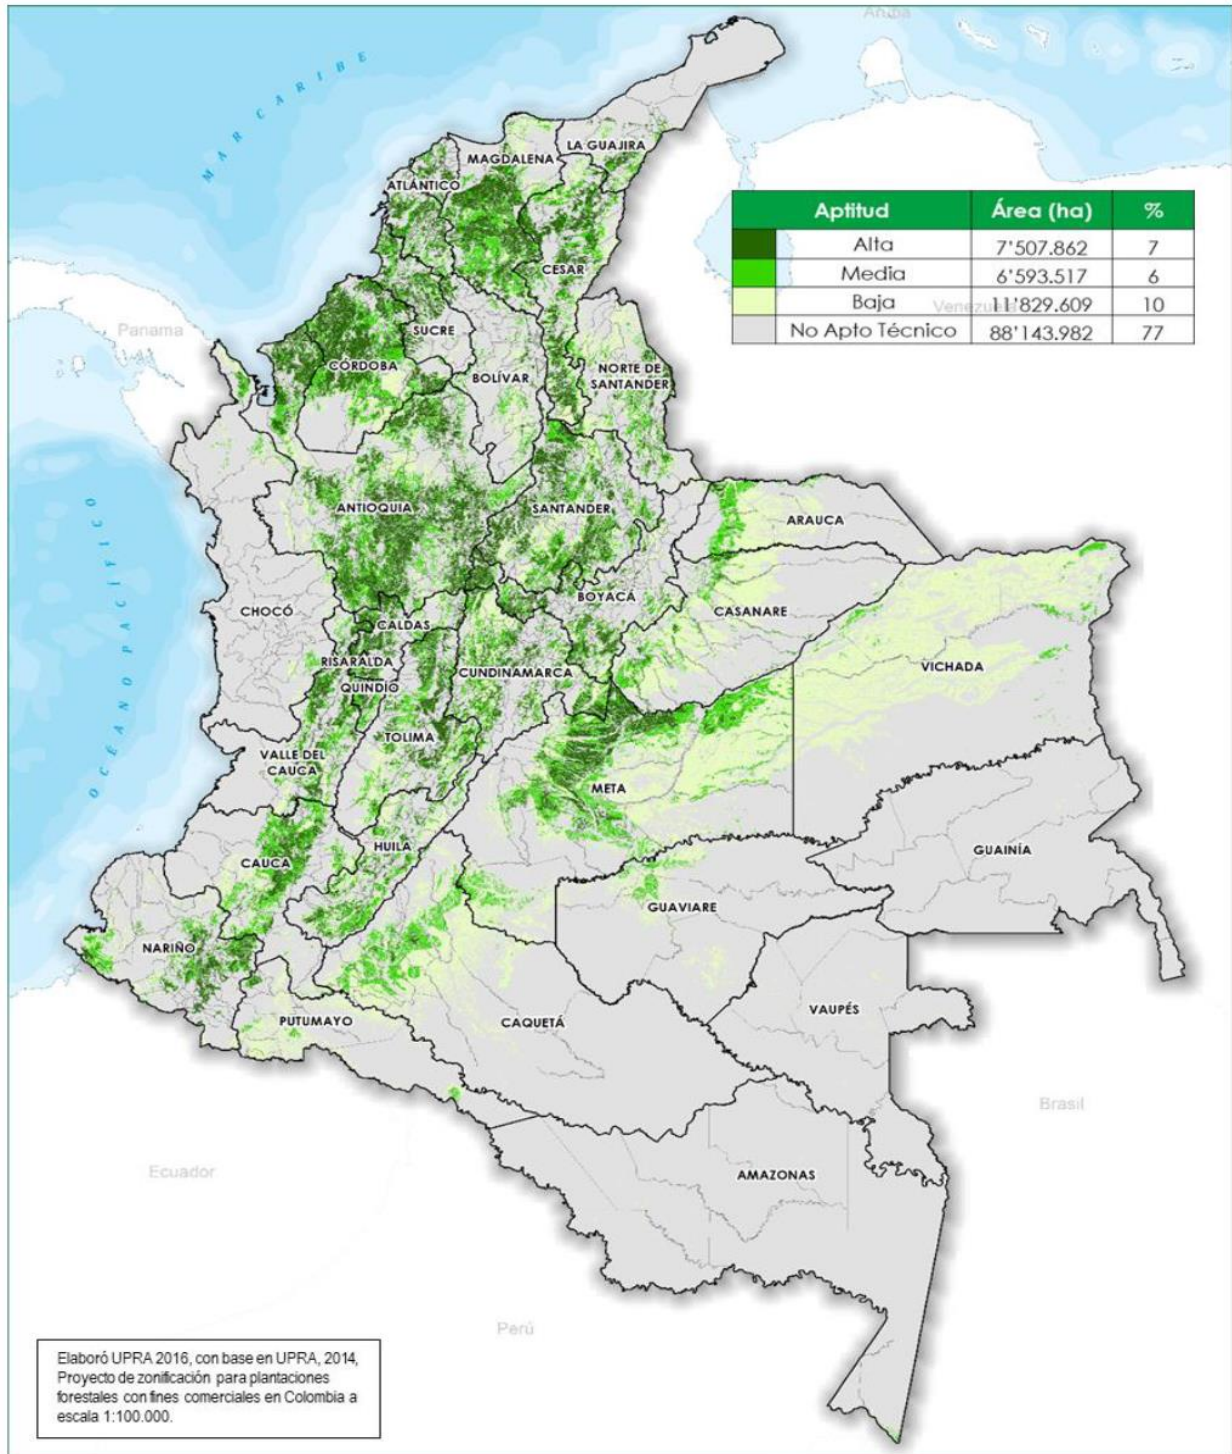 Aruba
MAR CARIBE
LA GUAJIRA
MAGDALENA
ATLÁNTICO
Aptitud Área (ha) %
Alta 7'507.862 7
Media 6'593.517 6
Baja 11'829.609 10
No Apto Técnico 88'143.982 77
Venezuela
CESAR
Panama
SUCRE
CÓRDOBA
BOLÍVAR
NORTE DE
SANTANDER
ANTIOQUIA
SANTANDER
ARAUCA
OCÉANO PACÍFICO
CHOCÓ
BOYACÁ
CASANARE
CALDAS
RISARALDA
CUNDINAMARCA
VICHADA
QUINDÍO
TOLIMA
VALLE DEL
CAUCA
META
HUILA
CAUCA
GUAINÍA
GUAVIARE
NARIÑO
VAUPÉS
PUTUMAYO
CAQUETÁ
Brasil
Ecuador
AMAZONAS
Perú
Elaboró UPRA 2016, con base en UPRA, 2014,
Proyecto de zonificación para plantaciones
forestales con fines comerciales en Colombia a
escala 1:100.000.